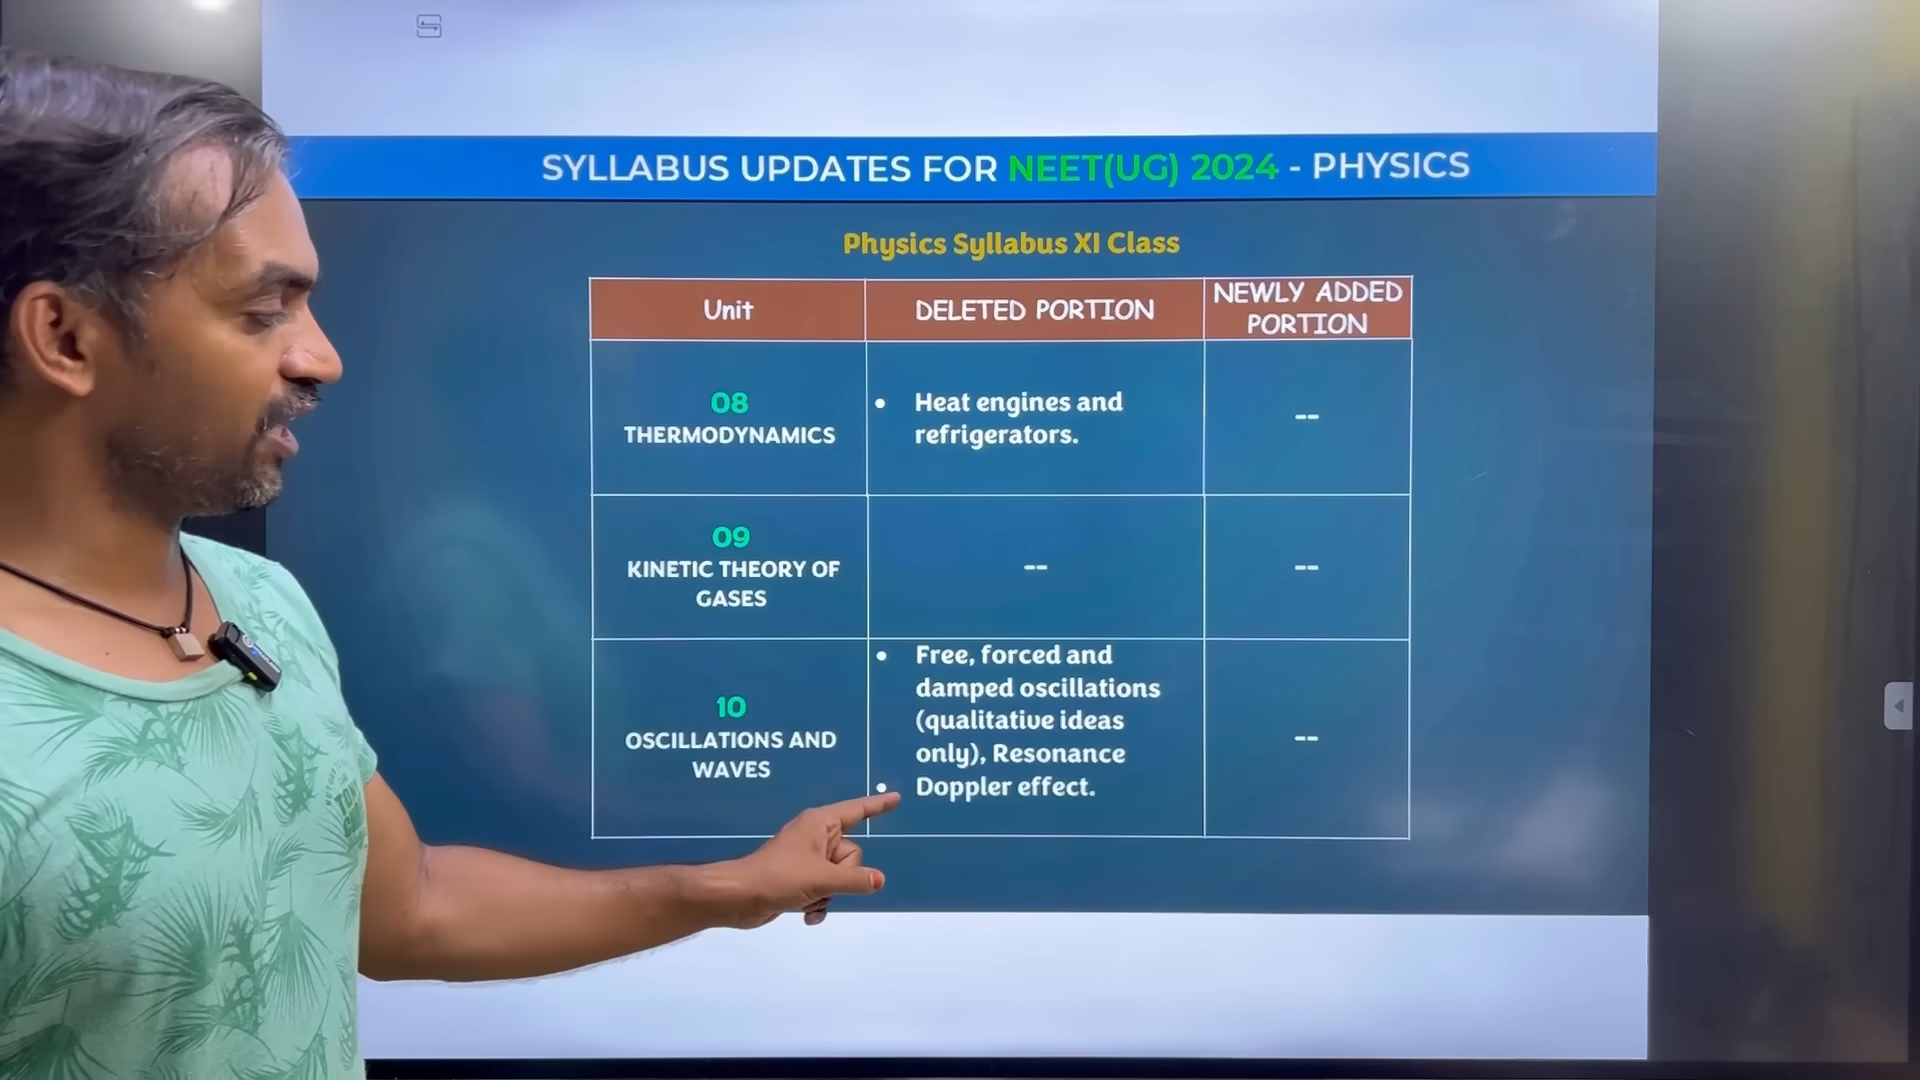 SYLLABUS UPDATES FOR NEET(UG) 2024 - PHYSICS
Physics Syllabus XI Class
Unit
DELETED PORTION
NEWLY ADDED
PORTION
08
THERMODYNAMICS
• Heat engines and
refrigerators.
--
09
KINETIC THEORY OF
GASES
--
--
10
OSCILLATIONS AND
WAVES
• Free, forced and
damped oscillations
(qualitative ideas
only), Resonance
• Doppler effect.
--